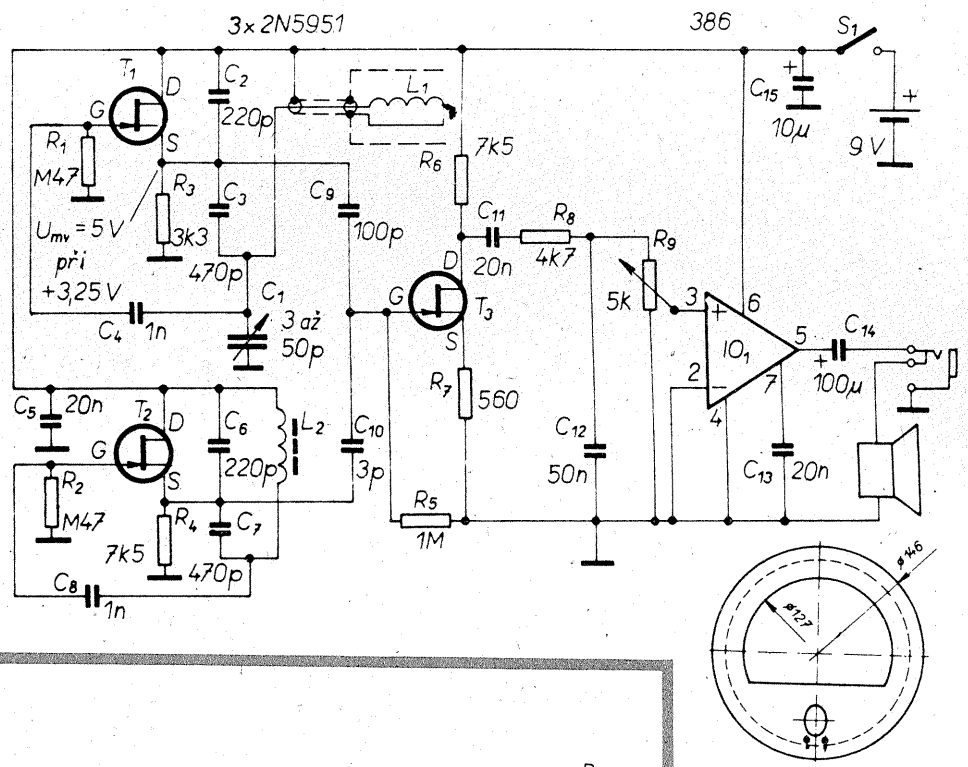 3× 2N5951
386
S1
T1
D
G
S
C2
220p
L1
C15
10µ
+
+
9 V
R1
M47
R3
3k3
Umv = 5 V
při
+3,25 V
C3
470p
C9
100p
R6
7k5
C11
20n
R8
4k7
R9
5k
D
G
T3
S
C4
1n
C1
3 až
50p
3
+
6
IO1
5
2
−
4
7
C14
+
100µ
C5
20n
T2
D
G
S
C6
220p
L2
C10
3p
R7
560
C12
50n
C13
20n
R2
M47
R4
7k5
C7
470p
R5
1M
C8
1n
ø146
ø127